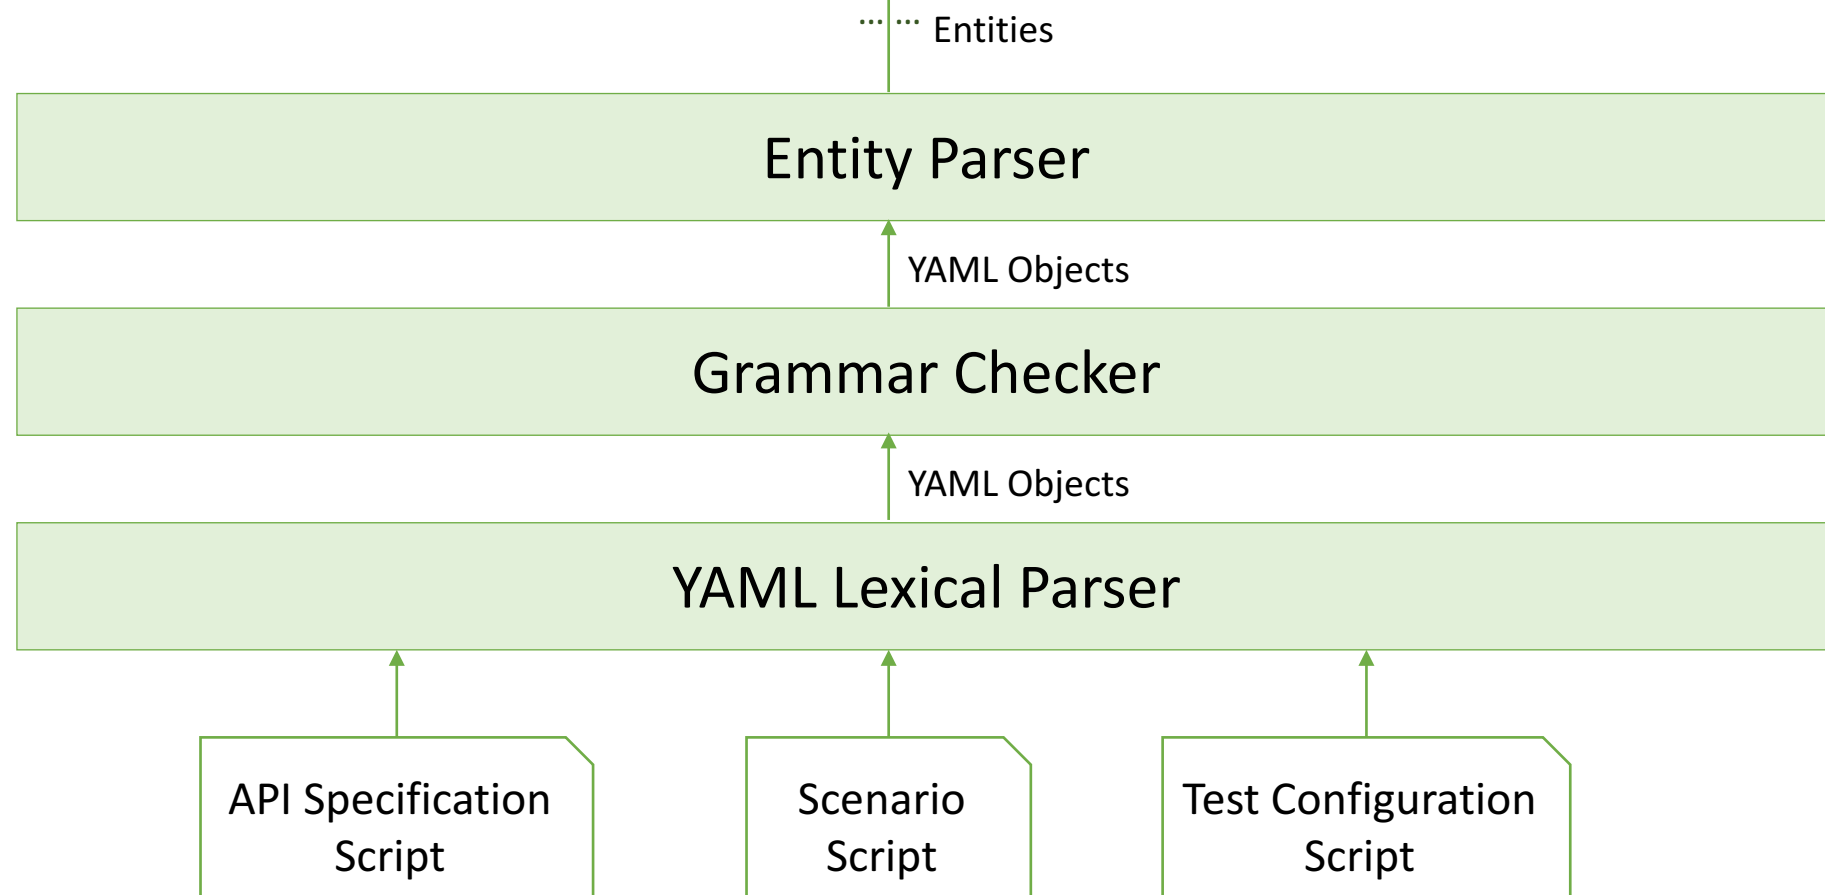 ... ... Entities
Entity Parser
YAML Objects
Grammar Checker
YAML Objects
YAML Lexical Parser
API Specification
Script
Scenario
Script
Test Configuration
Script